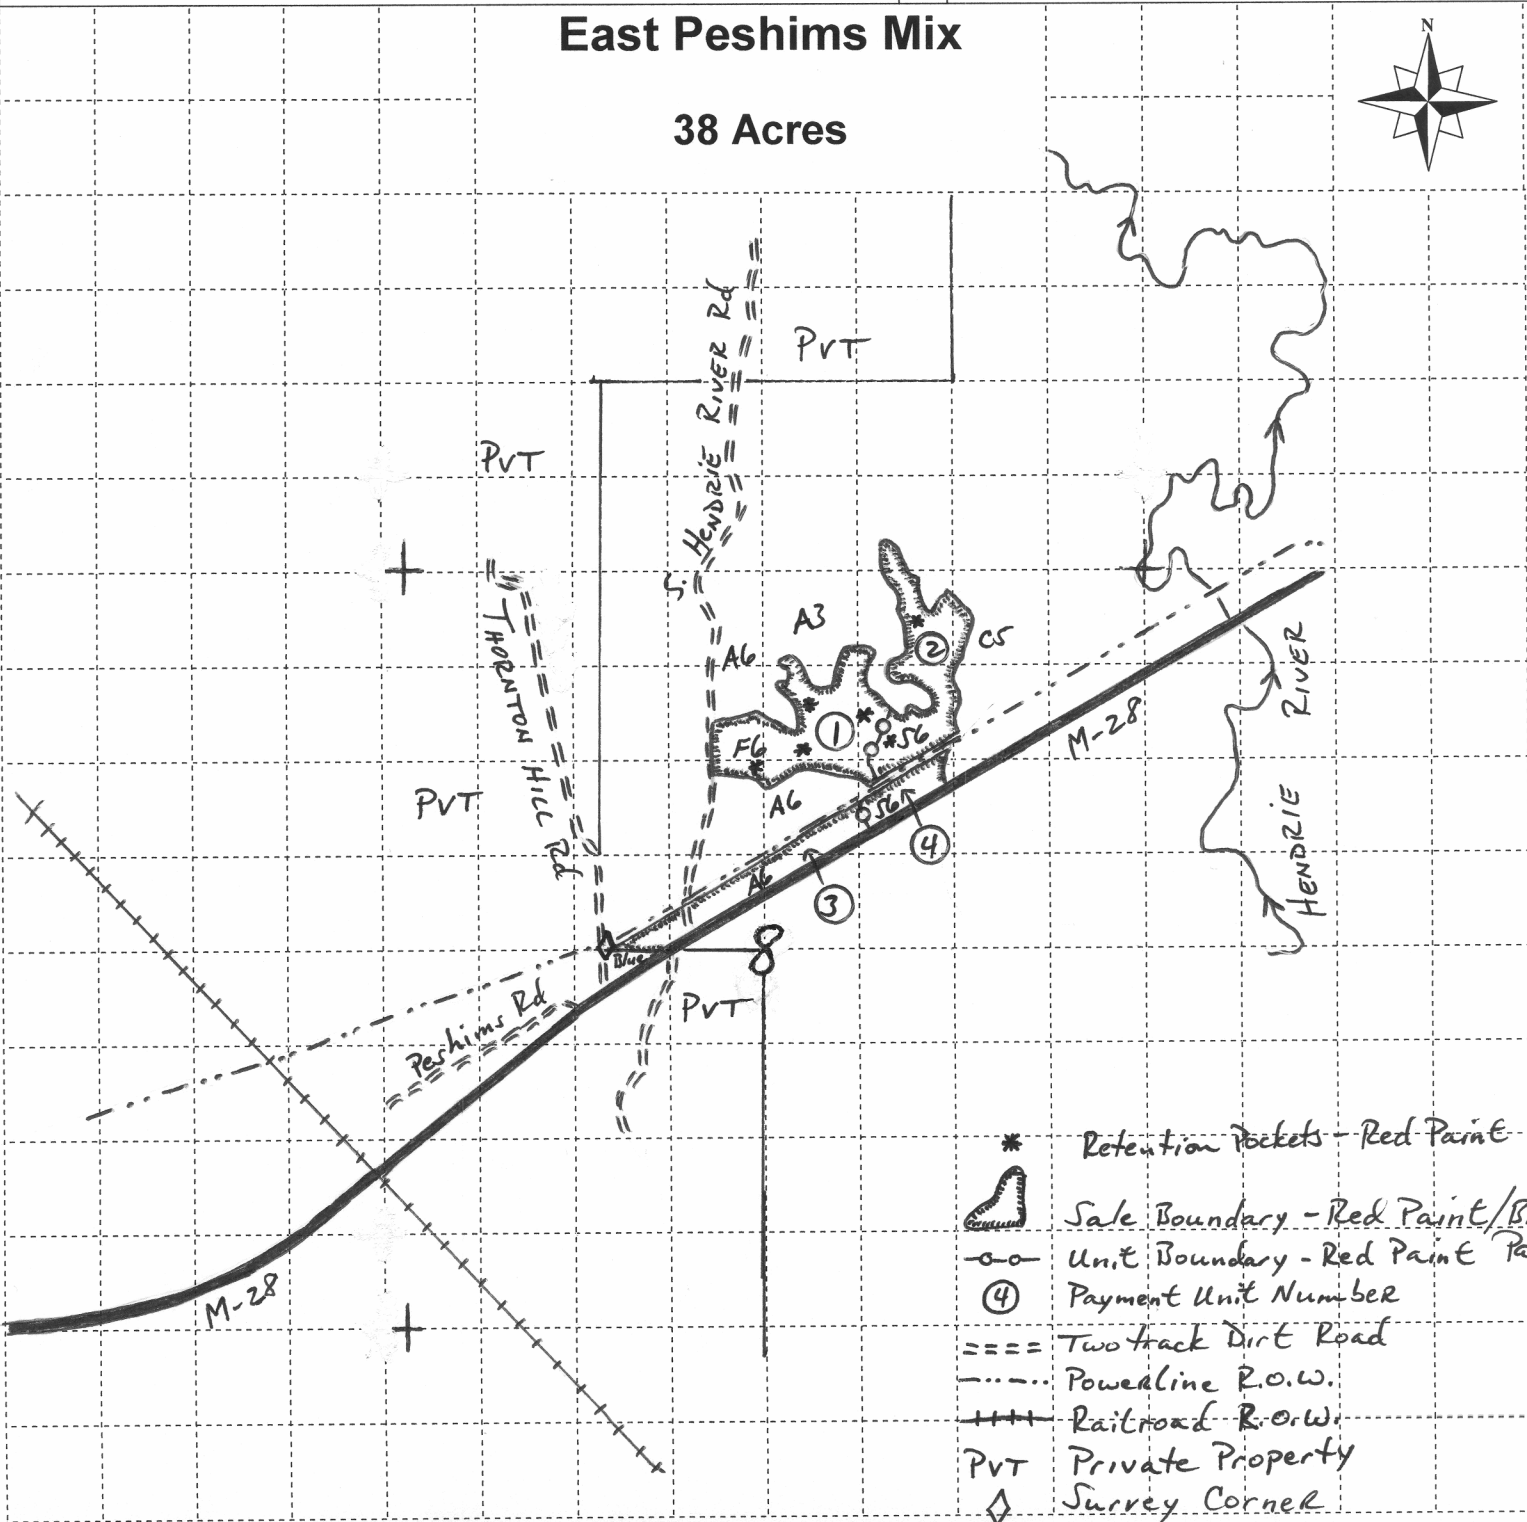 East Peshims Mix
N
38 Acres
HENDRIE RIVER Rd
PVT
PVT
THORNTON HILL Rd
A3
A6
2
C5
1
S6
F6
HENDRIE RIVER
M-28
PVT
A6
S6
4
A6
3
Blue
8
Peshims Rd
PVT
M-28
Retention Pockets - Red Paint
Sale Boundary - Red Paint/B
Unit Boundary - Red Paint Pa
4 Payment Unit Number
Two track Dirt Road
Powerline R.O.W.
Railroad R.O.W.
PVT Private Property
Survey Corner